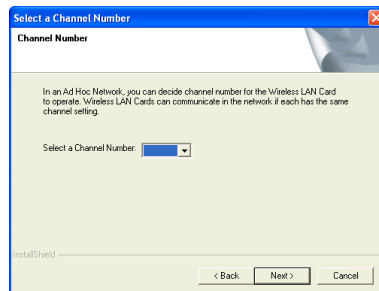 Select a Channel Number
Channel Number
In an Ad Hoc Network, you can decide channel number for the Wireless LAN Card
to operate. Wireless LAN Cards can communicate in the network if each has the same
channel setting.
Select a Channel Number:
InstallShield
< Back Next > Cancel